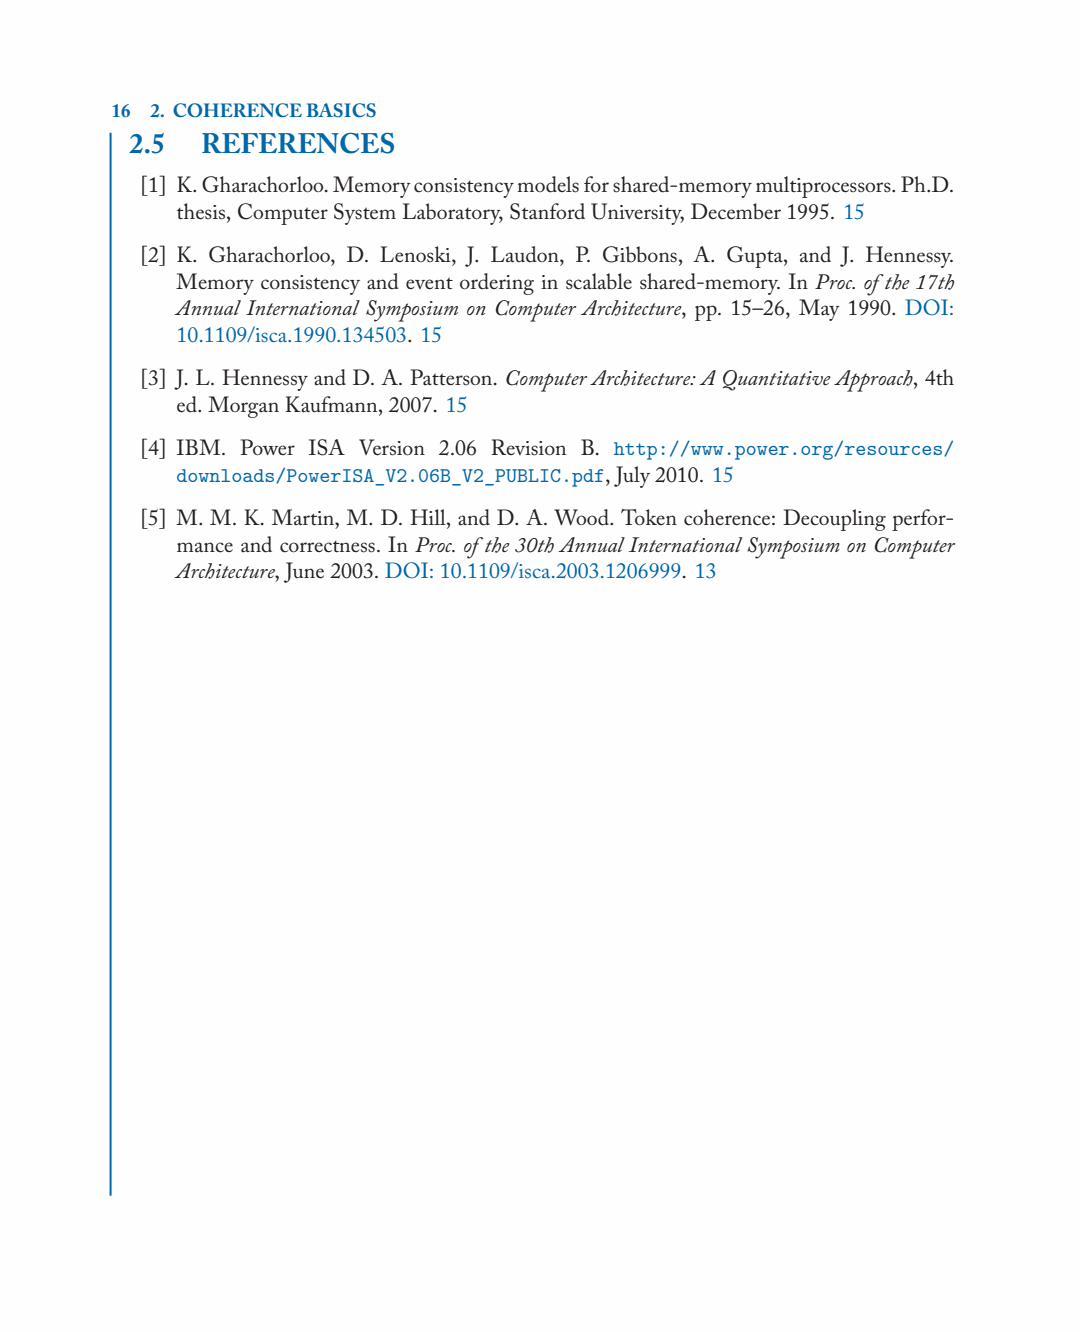 16 2. COHERENCE BASICS
2.5 REFERENCES
[1] K. Gharachorloo. Memory consistency models for shared-memory multiprocessors. Ph.D.
thesis, Computer System Laboratory, Stanford University, December 1995. 15
[2] K. Gharachorloo, D. Lenoski, J. Laudon, P. Gibbons, A. Gupta, and J. Hennessy.
Memory consistency and event ordering in scalable shared-memory. In Proc. of the 17th
Annual International Symposium on Computer Architecture, pp. 15–26, May 1990. DOI:
10.1109/isca.1990.134503. 15
[3] J. L. Hennessy and D. A. Patterson. Computer Architecture: A Quantitative Approach, 4th
ed. Morgan Kaufmann, 2007. 15
[4] IBM. Power ISA Version 2.06 Revision B. http://www.power.org/resources/
downloads/PowerISA_V2.06B_V2_PUBLIC.pdf, July 2010. 15
[5] M. M. K. Martin, M. D. Hill, and D. A. Wood. Token coherence: Decoupling perfor-
mance and correctness. In Proc. of the 30th Annual International Symposium on Computer
Architecture, June 2003. DOI: 10.1109/isca.2003.1206999. 13